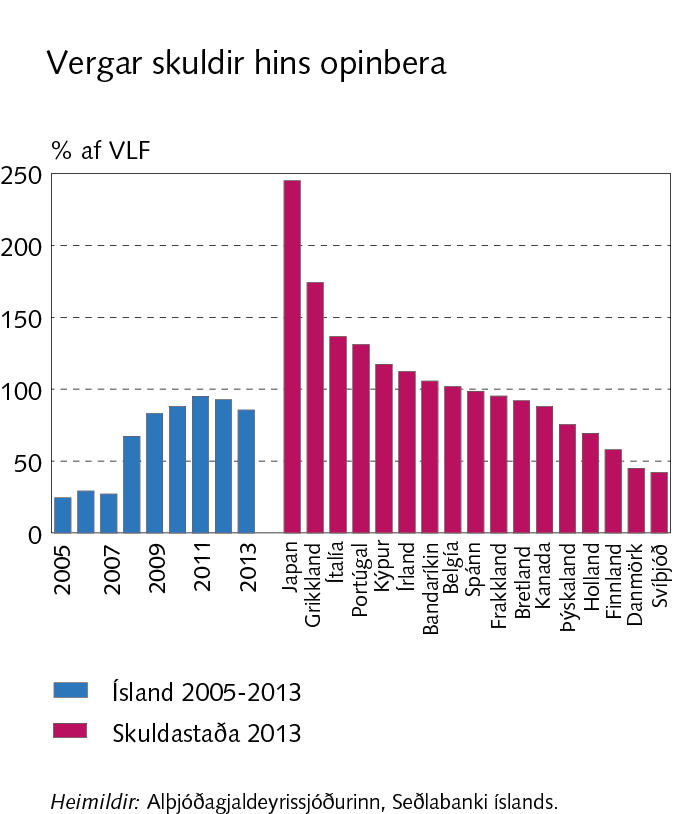 Vergar skuldir hins opinbera
% af VLF
250
200
150
100
50
0
2005
2007
2009
2011
2013
Japan
Grikkland
Ítalía
Portúgal
Kýpur
Írland
Bandaríkin
Belgía
Spánn
Frakkland
Bretland
Kanada
Þýskaland
Holland
Finnland
Danmörk
Svíþjóð
Ísland 2005-2013
Skuldastaða 2013
Heimildir: Alþjóðagjaldeyrissjóðurinn, Seðlabanki íslands.